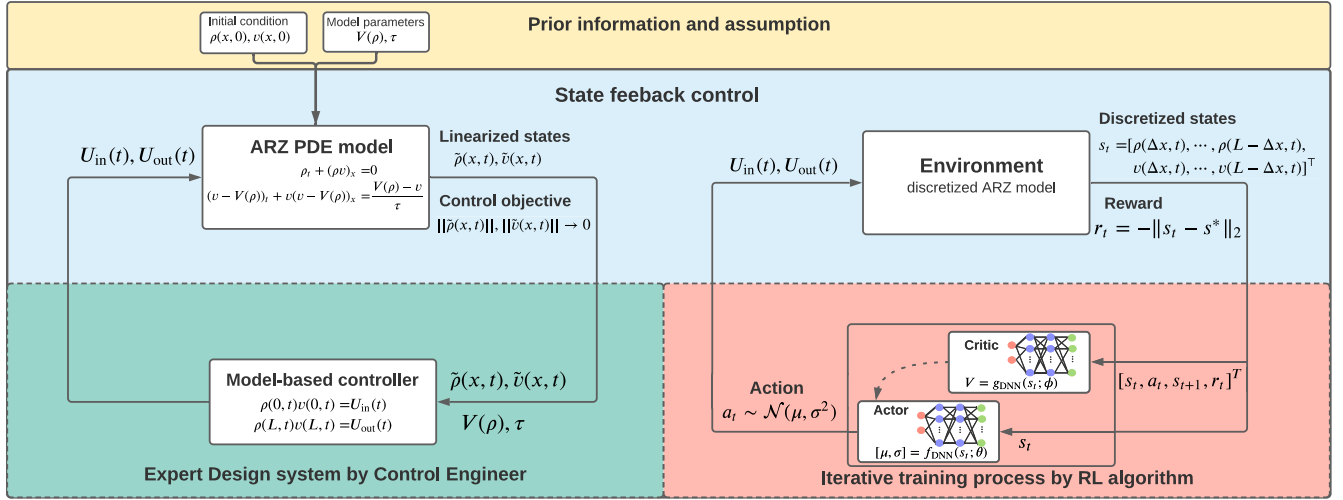 Prior information and assumption
Initial condition
ρ(x, 0), v(x, 0)
Model parameters
V(ρ), τ
State feeback control
ARZ PDE model
ρ_t + (ρv)_x =0
(v − V(ρ))_t + v(v − V(ρ))_x = (V(ρ) − v)/τ
U_in(t), U_out(t)
Linearized states
ρ̃(x, t), ṽ(x, t)
Control objective
||ρ̃(x, t)||, ||ṽ(x, t)|| → 0
Model-based controller
ρ(0, t)v(0, t) =U_in(t)
ρ(L, t)v(L, t) =U_out(t)
ρ̃(x, t), ṽ(x, t)
V(ρ), τ
Expert Design system by Control Engineer
U_in(t), U_out(t)
Environment
discretized ARZ model
Discretized states
s_t =[ρ(Δx, t), ⋯ , ρ(L − Δx, t),
v(Δx, t), ⋯ , v(L − Δx, t)]^⊤
Reward
r_t = −‖s_t − s*‖_2
Critic
V = g_DNN(s_t; ϕ)
[s_t, a_t, s_{t+1}, r_t]^T
Action
a_t ∼ 𝒩(μ, σ²)
Actor
[μ, σ] = f_DNN(s_t; θ)
s_t
Iterative training process by RL algorithm